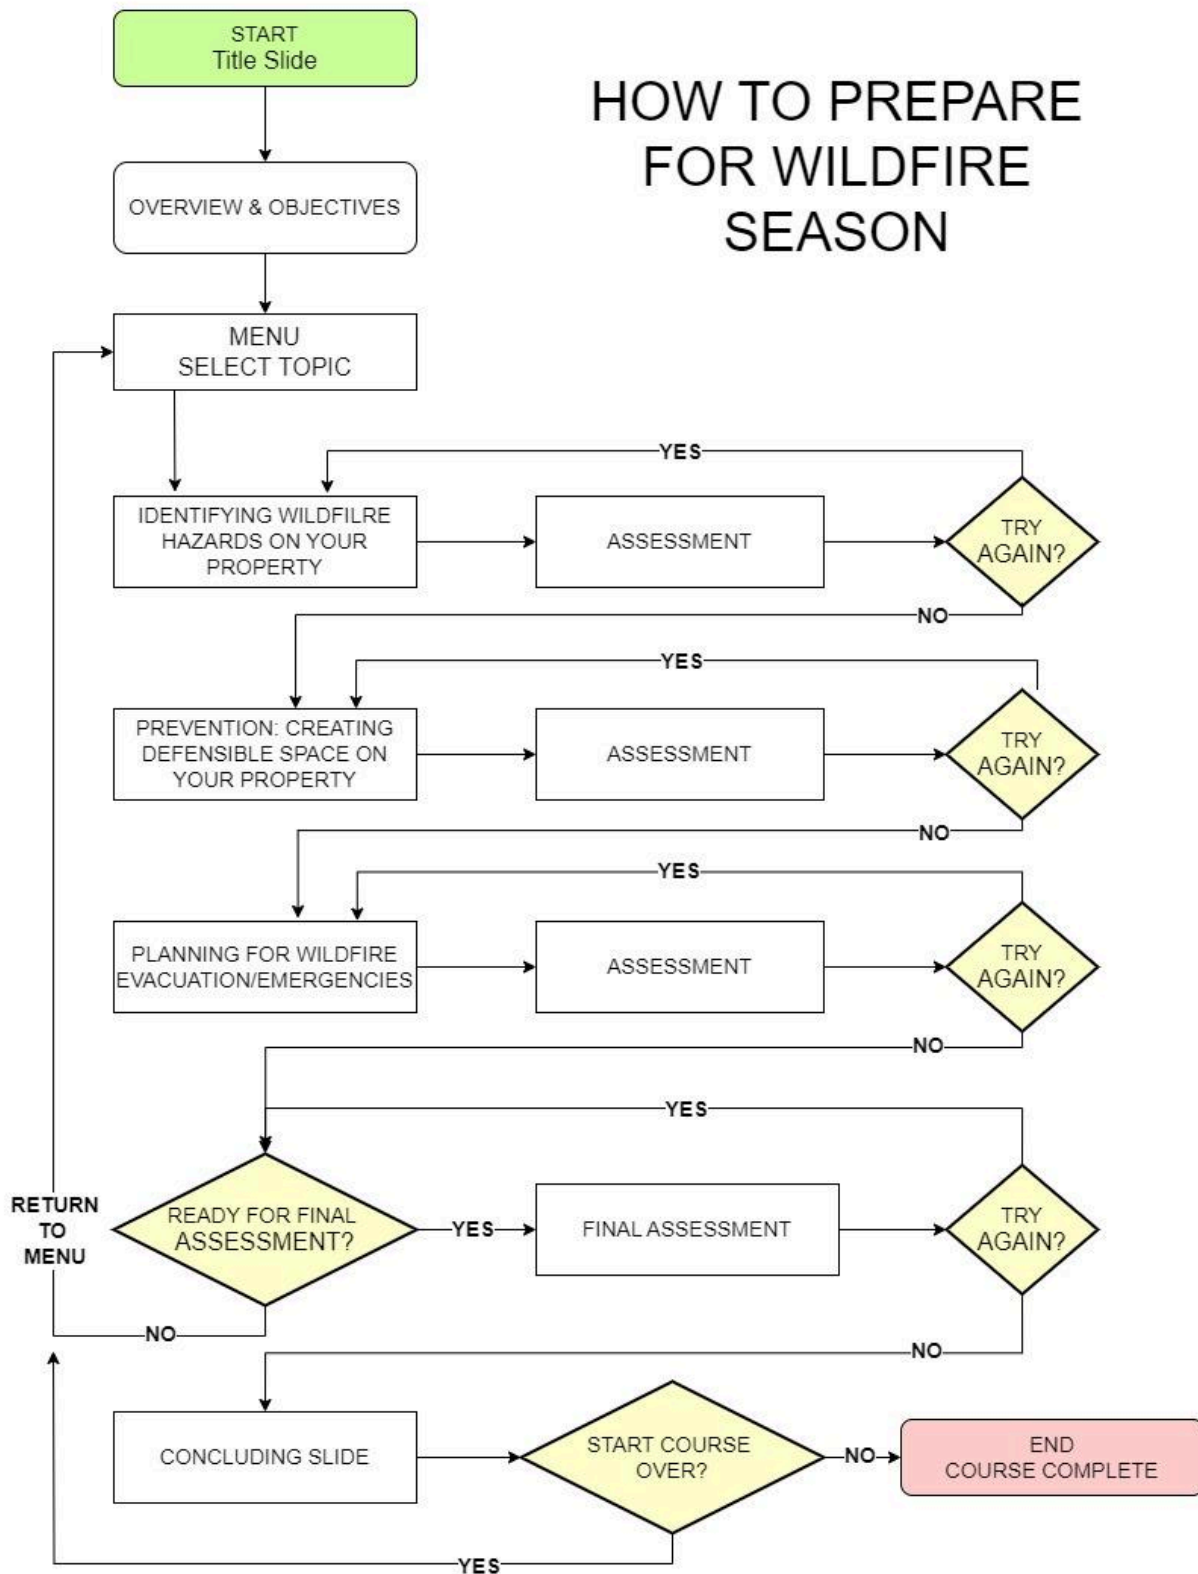 START
Title Slide
HOW TO PREPARE
FOR WILDFIRE
SEASON
OVERVIEW & OBJECTIVES
MENU
SELECT TOPIC
YES
IDENTIFYING WILDFILRE
HAZARDS ON YOUR
PROPERTY
ASSESSMENT
TRY
AGAIN?
NO
YES
PREVENTION: CREATING
DEFENSIBLE SPACE ON
YOUR PROPERTY
ASSESSMENT
TRY
AGAIN?
NO
YES
PLANNING FOR WILDFIRE
EVACUATION/EMERGENCIES
ASSESSMENT
TRY
AGAIN?
NO
YES
RETURN
TO
MENU
READY FOR FINAL
ASSESSMENT?
YES
FINAL ASSESSMENT
TRY
AGAIN?
NO
NO
CONCLUDING SLIDE
START COURSE
OVER?
NO
END
COURSE COMPLETE
YES